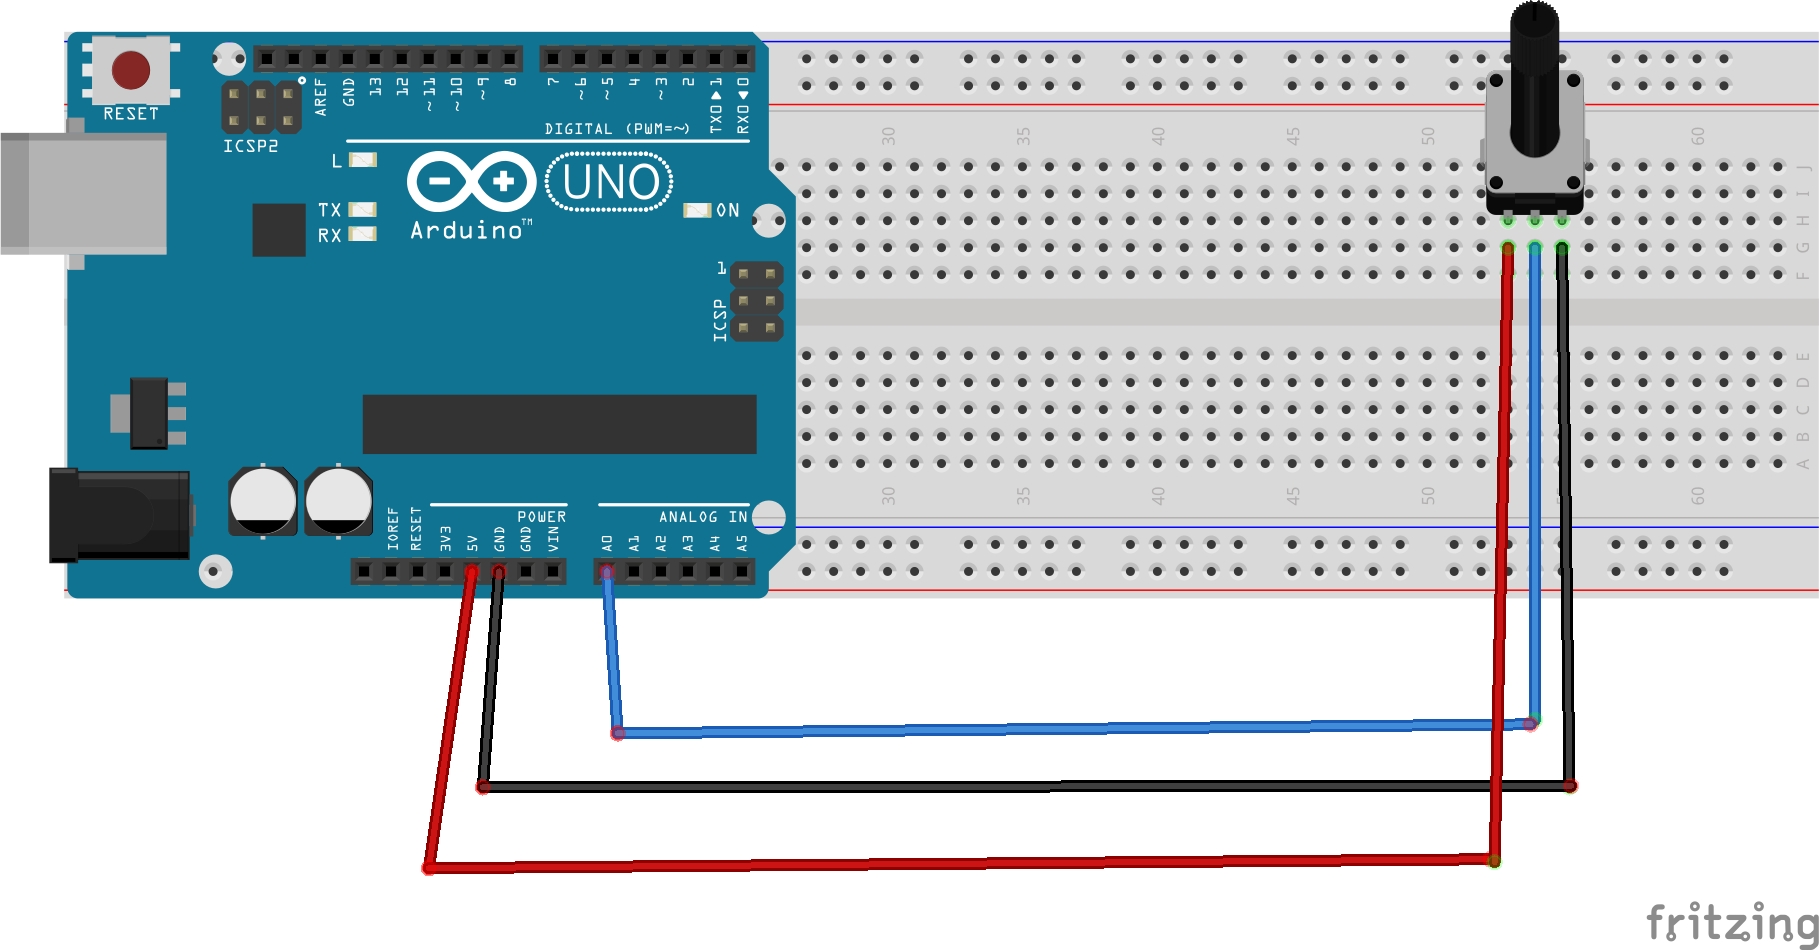 RESET
ICSP2
AREF
GND
13
12
~11
~10
~9
8
7
~6
~5
4
~3
2
TX0▶1
RX0◀0
DIGITAL (PWM=~)
L
TX
RX
UNO
Arduino™
ON
1
ICSP
30 35 40 45 50 60
J
I
H
G
F
E
D
C
B
A
30 35 40 45 50 60
POWER
ANALOG IN
IOREF
RESET
3V3
5V
GND
GND
VIN
A0
A1
A2
A3
A4
A5
fritzing